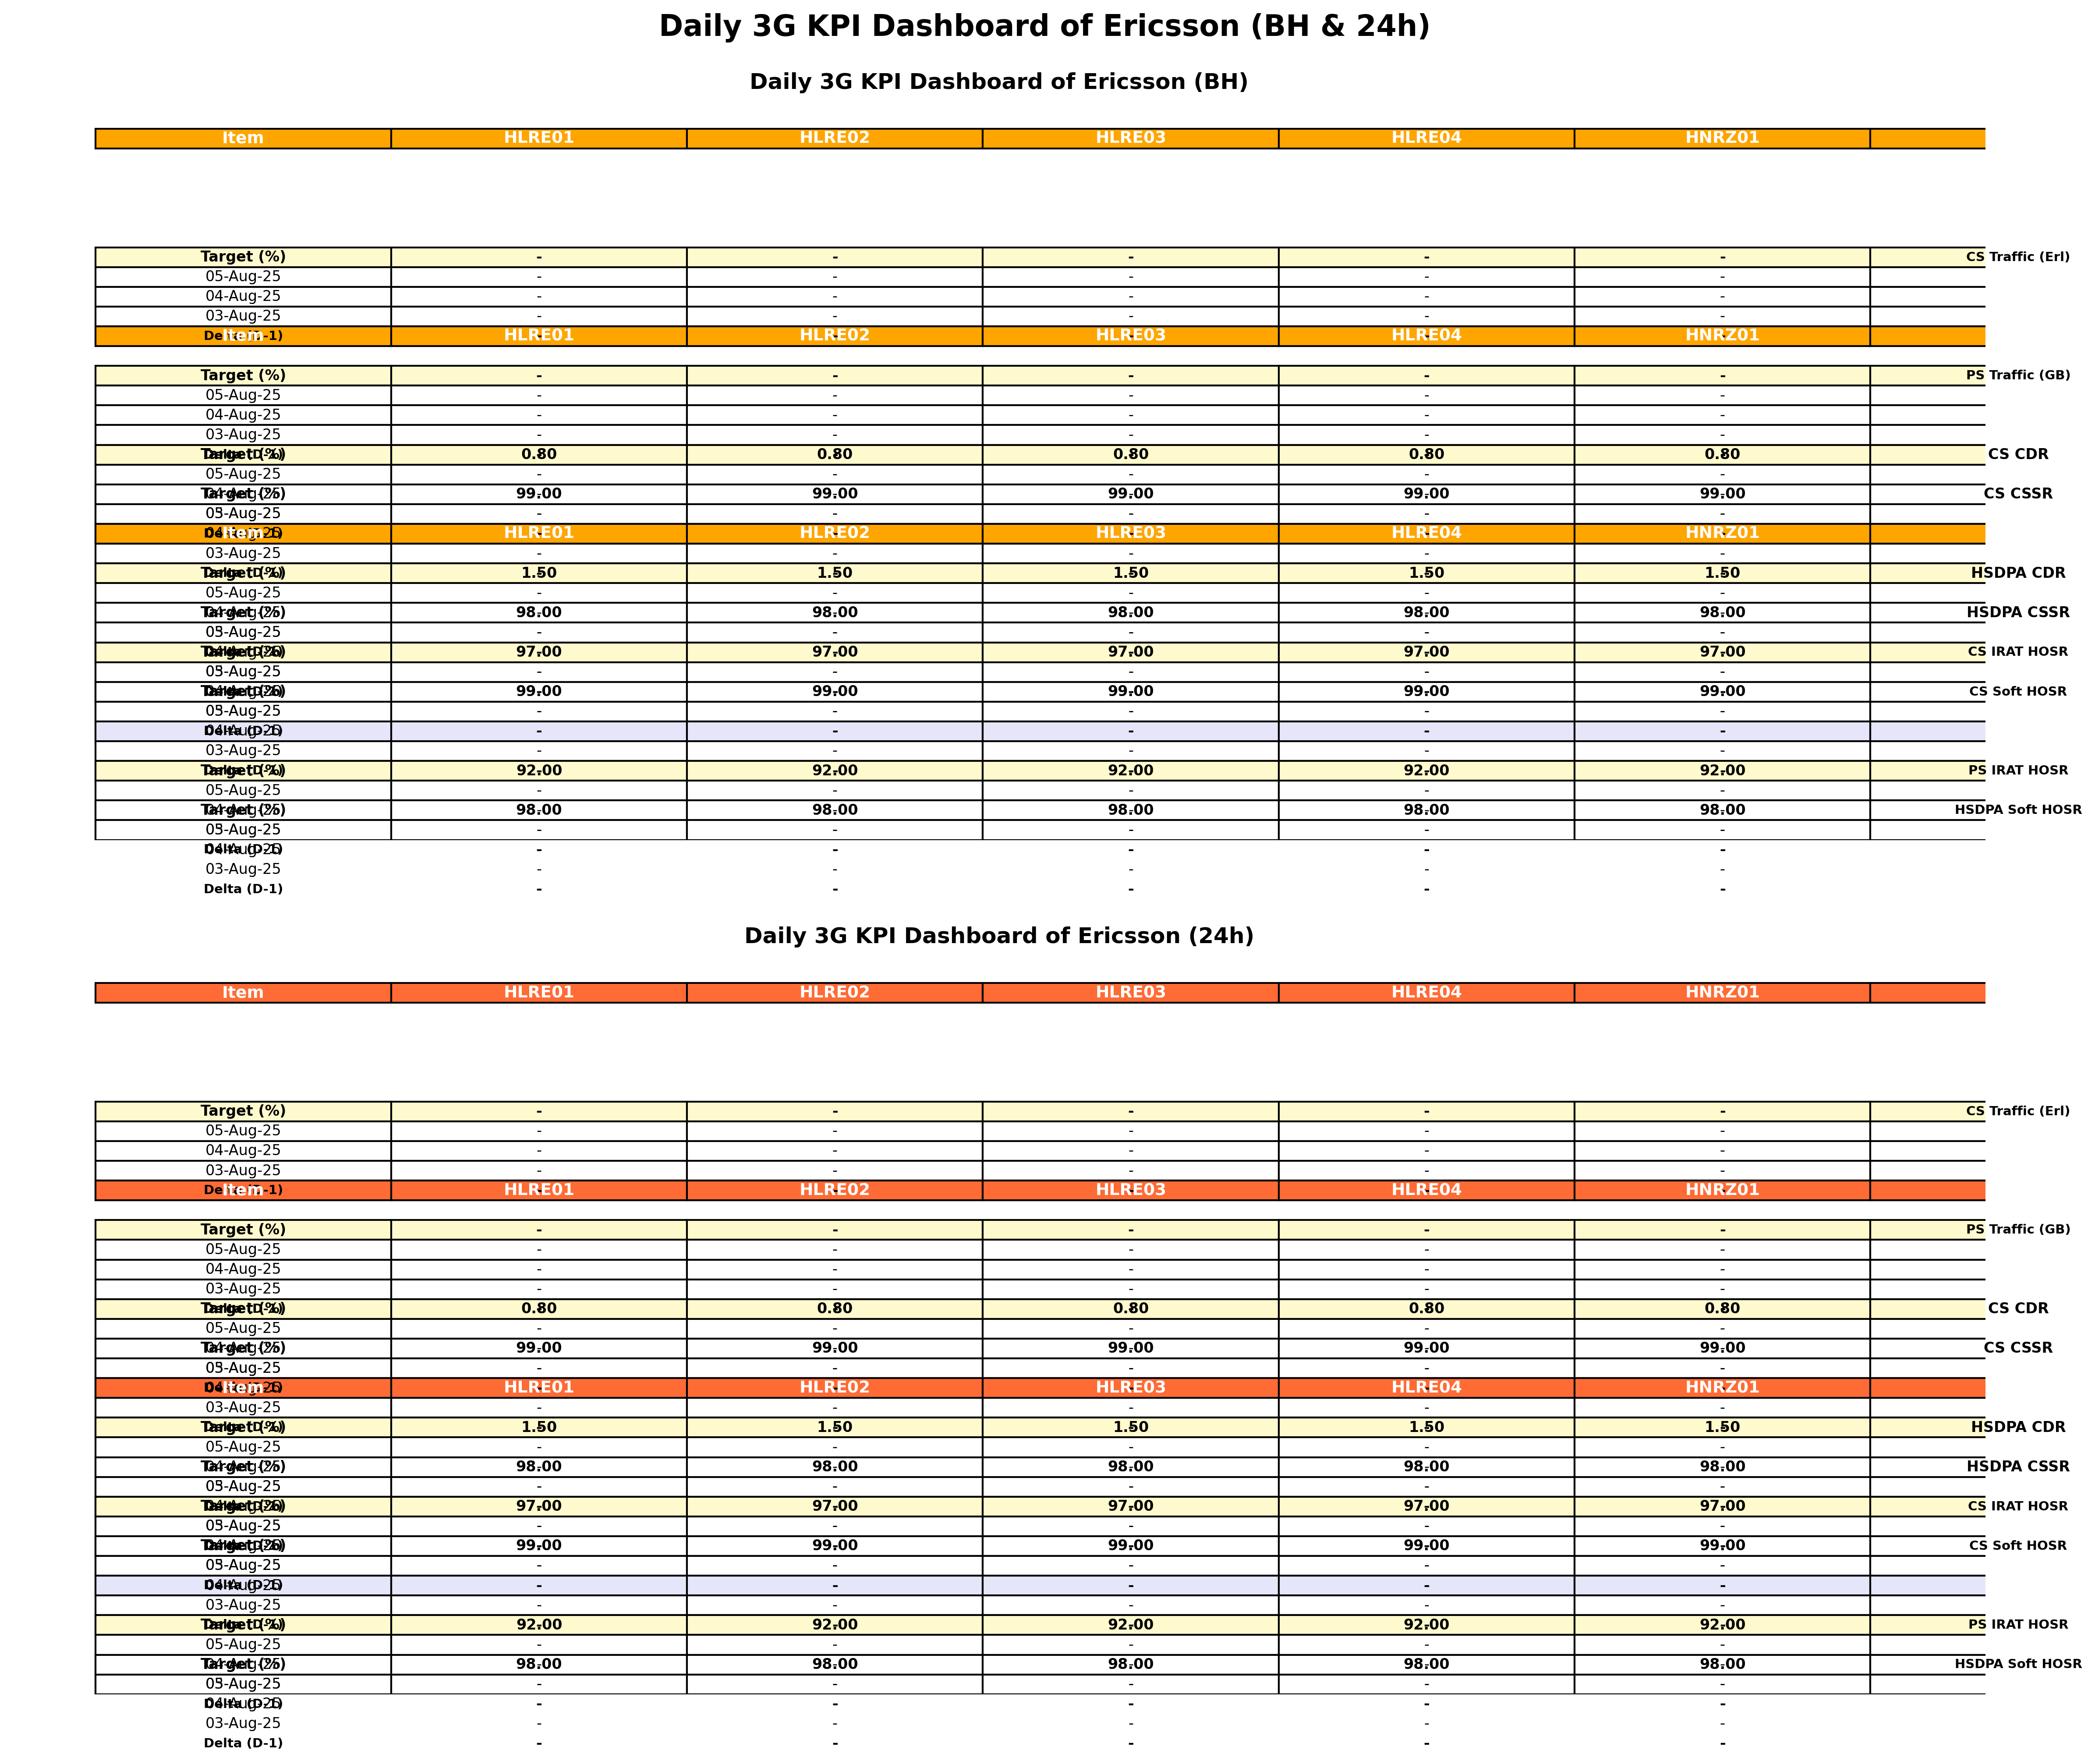 Daily 3G KPI Dashboard of Ericsson (BH & 24h)
Daily 3G KPI Dashboard of Ericsson (BH)
Item HLRE01 HLRE02 HLRE03 HLRE04 HNRZ01
Target (%) - - - - - CS Traffic (Erl)
05-Aug-25 - - - - -
04-Aug-25 - - - - -
03-Aug-25 - - - - -
Item HLRE01 HLRE02 HLRE03 HLRE04 HNRZ01
Target (%) - - - - - PS Traffic (GB)
05-Aug-25 - - - - -
04-Aug-25 - - - - -
03-Aug-25 - - - - -
Target (%) 0.80 0.80 0.80 0.80 0.80 CS CDR
05-Aug-25 - - - - -
Target (%) 99.00 99.00 99.00 99.00 99.00 CS CSSR
05-Aug-25 - - - - -
Item HLRE01 HLRE02 HLRE03 HLRE04 HNRZ01
03-Aug-25 - - - - -
Target (%) 1.50 1.50 1.50 1.50 1.50 HSDPA CDR
05-Aug-25 - - - - -
Target (%) 98.00 98.00 98.00 98.00 98.00 HSDPA CSSR
05-Aug-25 - - - - -
Target (%) 97.00 97.00 97.00 97.00 97.00 CS IRAT HOSR
05-Aug-25 - - - - -
Target (%) 99.00 99.00 99.00 99.00 99.00 CS Soft HOSR
05-Aug-25 - - - - -
Delta (D-1) - - - - -
03-Aug-25 - - - - -
Target (%) 92.00 92.00 92.00 92.00 92.00 PS IRAT HOSR
05-Aug-25 - - - - -
Target (%) 98.00 98.00 98.00 98.00 98.00 HSDPA Soft HOSR
05-Aug-25 - - - - -
Delta (D-1) - - - - -
03-Aug-25 - - - - -
Delta (D-1) - - - - -
Daily 3G KPI Dashboard of Ericsson (24h)
Item HLRE01 HLRE02 HLRE03 HLRE04 HNRZ01
Target (%) - - - - - CS Traffic (Erl)
05-Aug-25 - - - - -
04-Aug-25 - - - - -
03-Aug-25 - - - - -
Item HLRE01 HLRE02 HLRE03 HLRE04 HNRZ01
Target (%) - - - - - PS Traffic (GB)
05-Aug-25 - - - - -
04-Aug-25 - - - - -
03-Aug-25 - - - - -
Target (%) 0.80 0.80 0.80 0.80 0.80 CS CDR
05-Aug-25 - - - - -
Target (%) 99.00 99.00 99.00 99.00 99.00 CS CSSR
05-Aug-25 - - - - -
Item HLRE01 HLRE02 HLRE03 HLRE04 HNRZ01
03-Aug-25 - - - - -
Target (%) 1.50 1.50 1.50 1.50 1.50 HSDPA CDR
05-Aug-25 - - - - -
Target (%) 98.00 98.00 98.00 98.00 98.00 HSDPA CSSR
05-Aug-25 - - - - -
Target (%) 97.00 97.00 97.00 97.00 97.00 CS IRAT HOSR
05-Aug-25 - - - - -
Target (%) 99.00 99.00 99.00 99.00 99.00 CS Soft HOSR
05-Aug-25 - - - - -
Delta (D-1) - - - - -
03-Aug-25 - - - - -
Target (%) 92.00 92.00 92.00 92.00 92.00 PS IRAT HOSR
05-Aug-25 - - - - -
Target (%) 98.00 98.00 98.00 98.00 98.00 HSDPA Soft HOSR
05-Aug-25 - - - - -
Delta (D-1) - - - - -
03-Aug-25 - - - - -
Delta (D-1) - - - - -